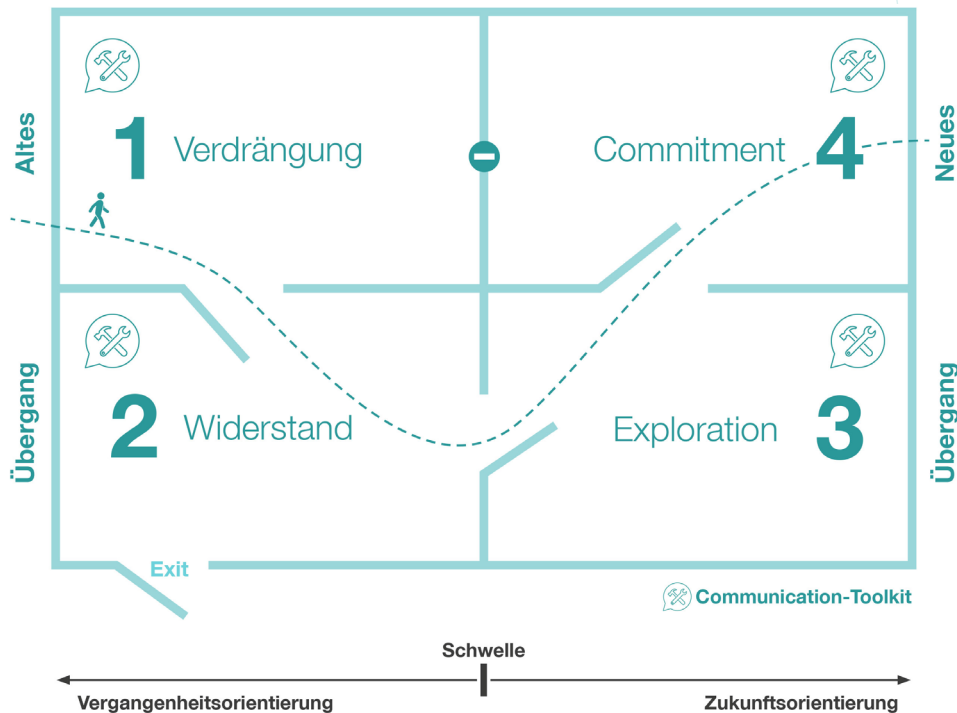 Altes
1 Verdrängung
Commitment 4
Neues
Übergang
2 Widerstand
Exploration 3
Übergang
Exit
Communication-Toolkit
Schwelle
Vergangenheitsorientierung
Zukunftsorientierung